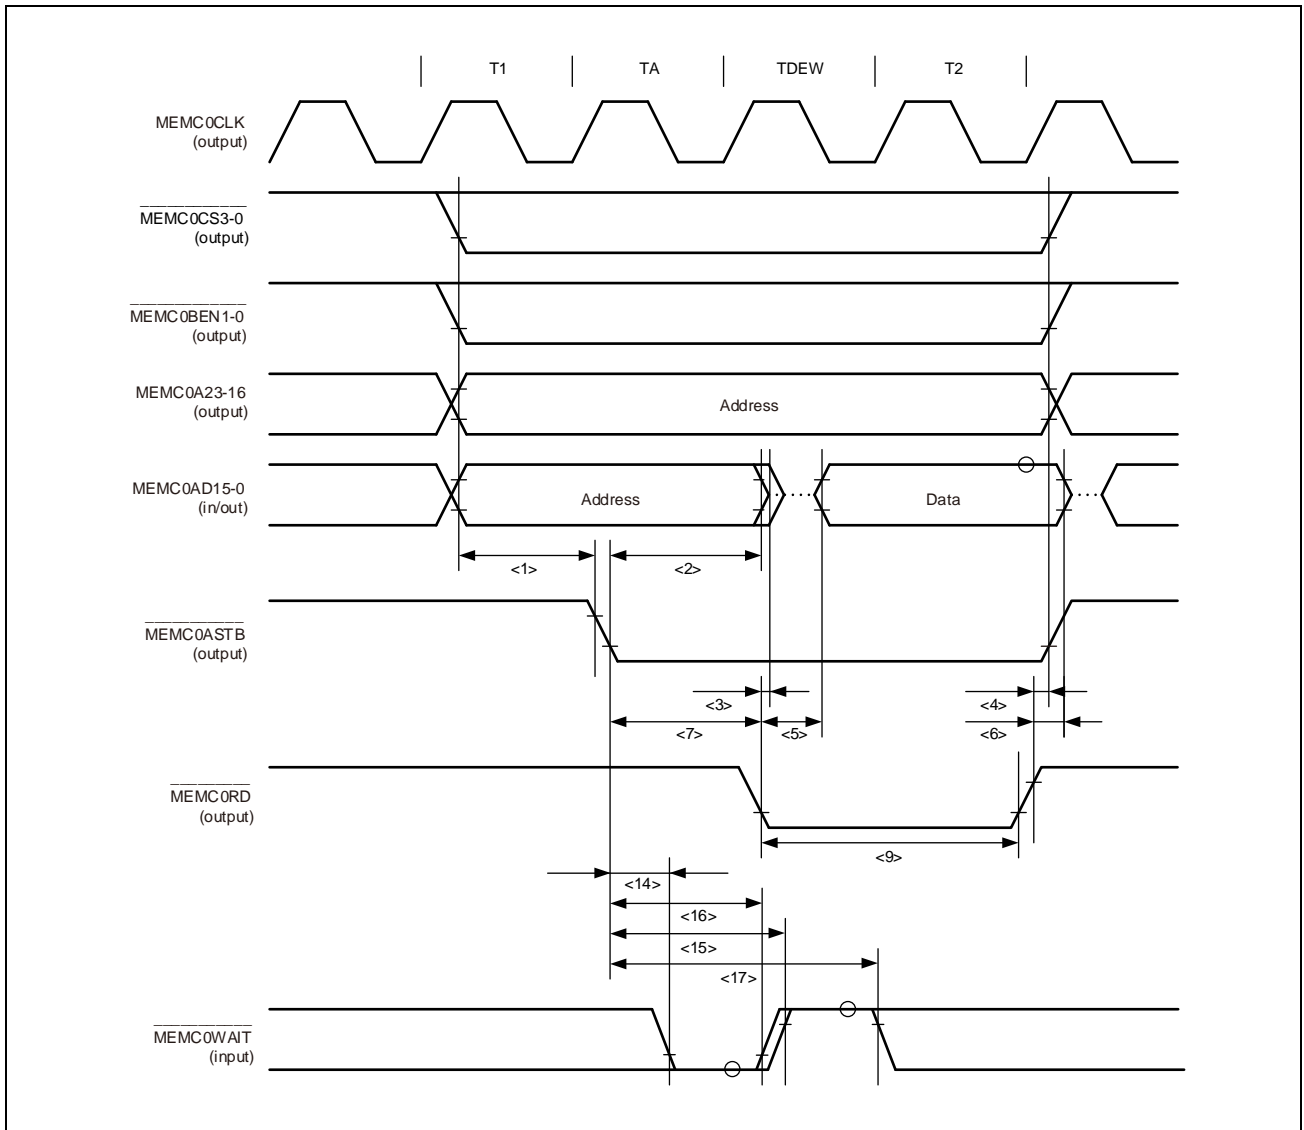 T1 TA TDEW T2
MEMC0CLK
(output)
MEMC0CS3-0
(output)
MEMC0BEN1-0
(output)
MEMC0A23-16
(output)
Address
MEMC0AD15-0
(in/out)
Address
Data
<1>
<2>
MEMC0ASTB
(output)
<3>
<4>
<7>
<5>
<6>
MEMC0RD
(output)
<9>
<14>
<16>
<15>
<17>
MEMC0WAIT
(input)